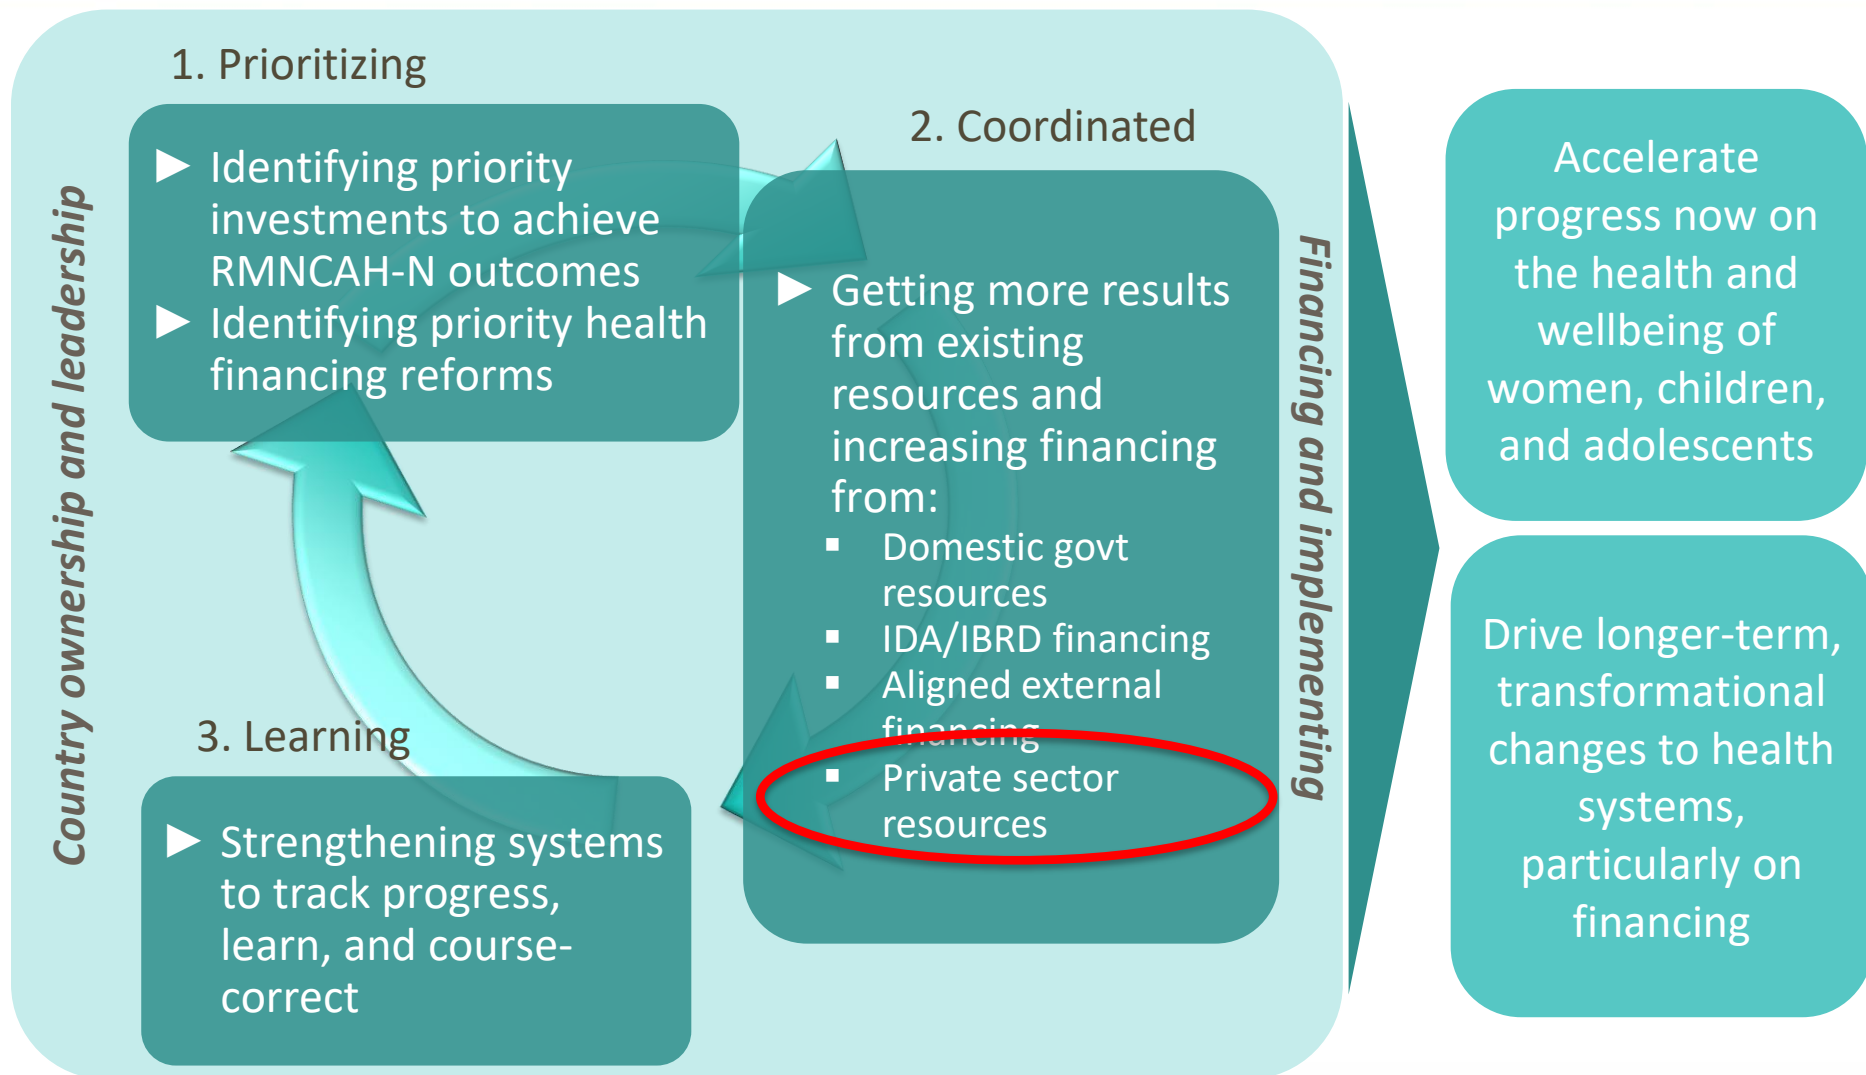 1. Prioritizing
► Identifying priority
investments to achieve
RMNCAH-N outcomes
► Identifying priority health
financing reforms
2. Coordinated
► Getting more results
from existing
resources and
increasing financing
from:
▪ Domestic govt
resources
▪ IDA/IBRD financing
▪ Aligned external
financing
▪ Private sector
resources
3. Learning
► Strengthening systems
to track progress,
learn, and course-
correct
Country ownership and leadership
Financing and implementing
Accelerate
progress now on
the health and
wellbeing of
women, children,
and adolescents
Drive longer-term,
transformational
changes to health
systems,
particularly on
financing